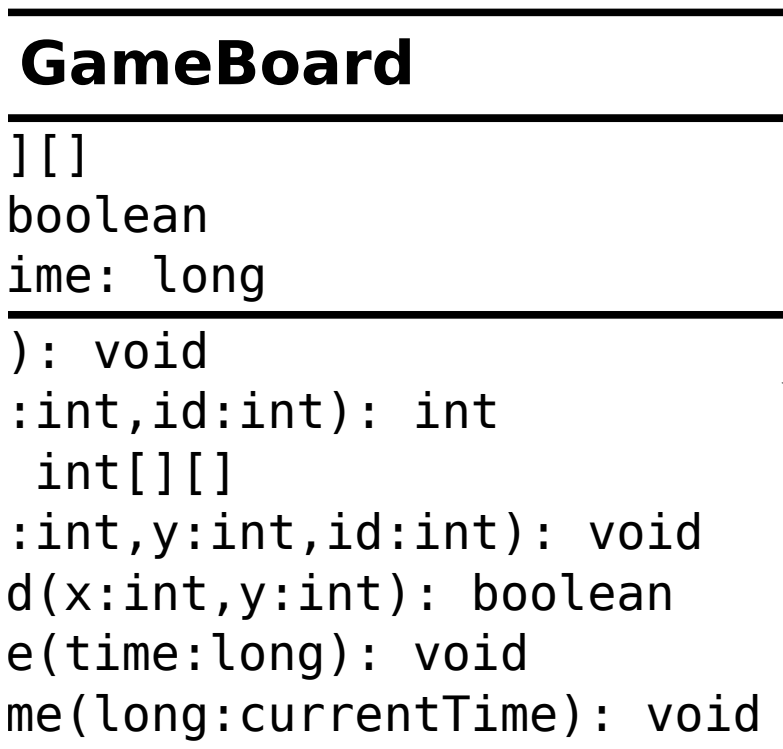 GameBoard
][]
boolean
ime: long
): void
:int,id:int): int
int[][]
:int,y:int,id:int): void
d(x:int,y:int): boolean
e(time:long): void
me(long:currentTime): void